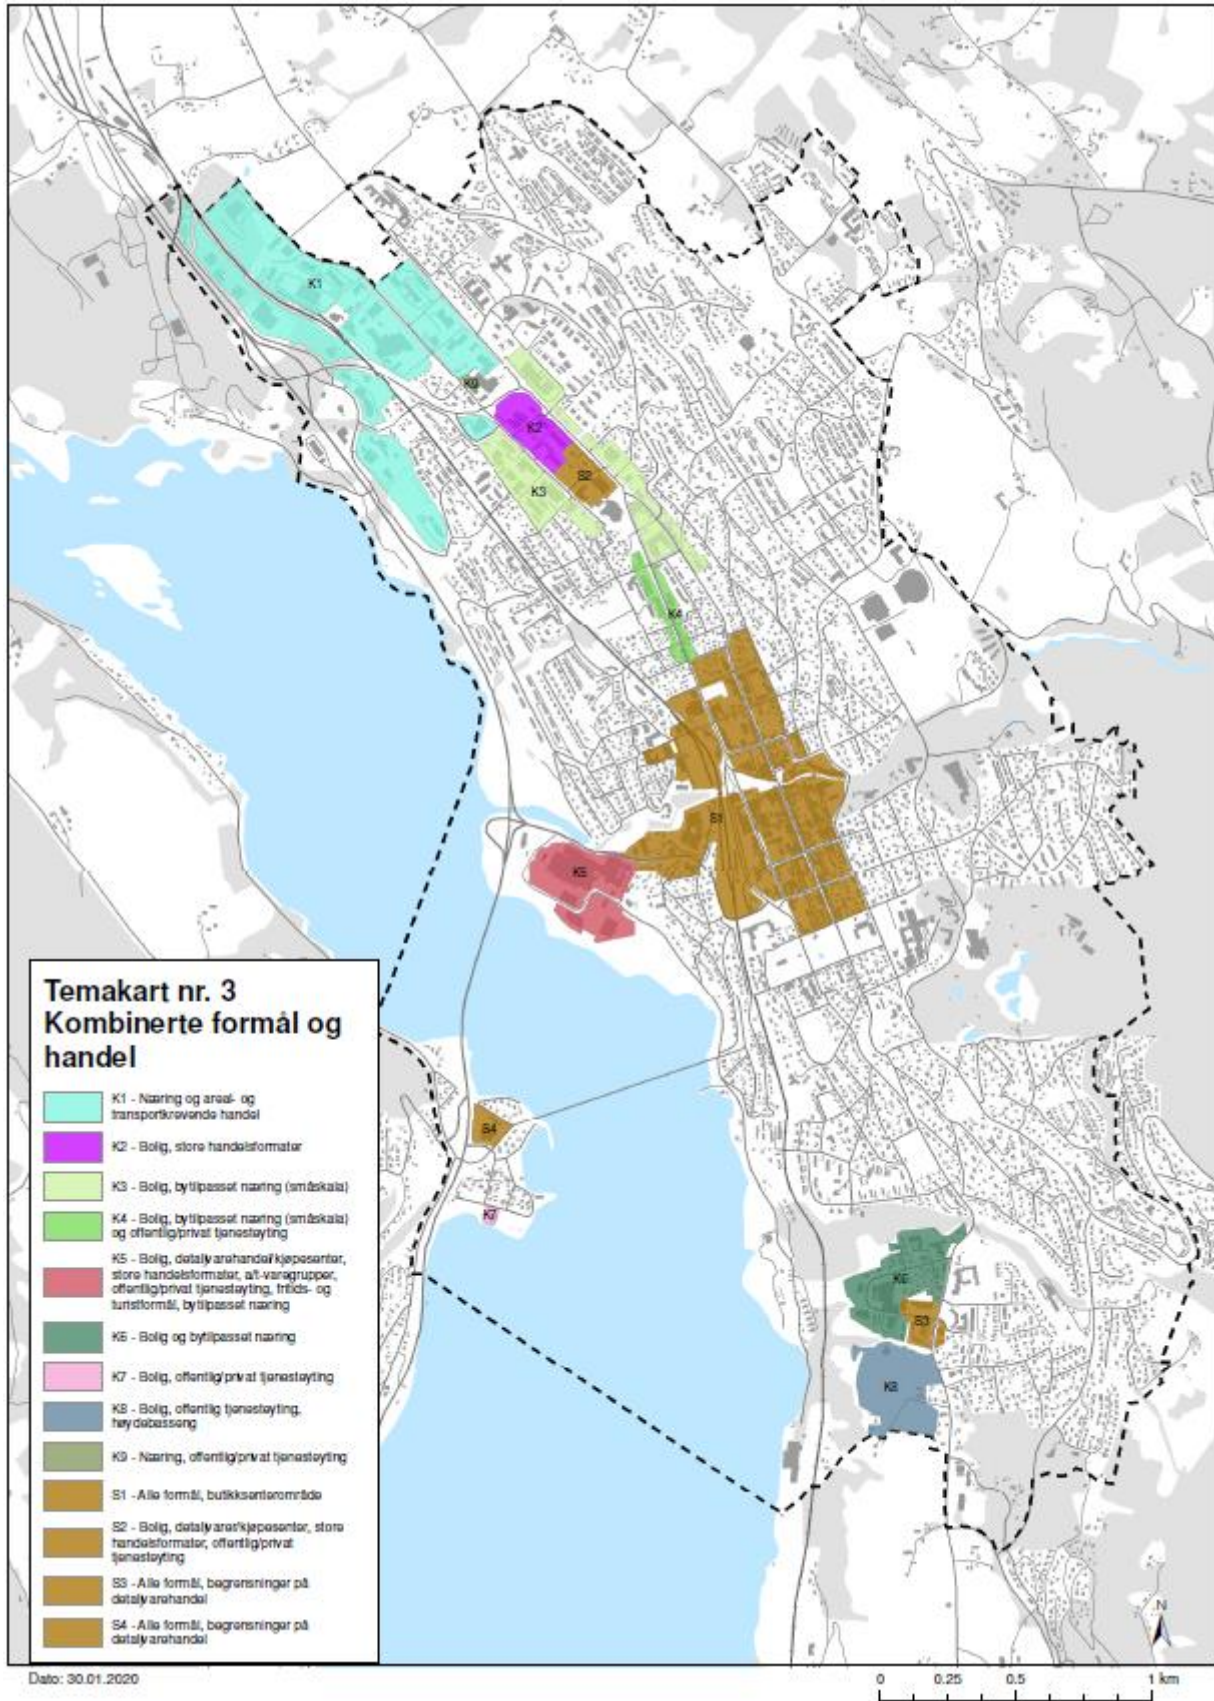 K1
K9
K2
S2
K3
K4
S1
K5
S4
K7
K6
S3
K8
Temakart nr. 3
Kombinerte formål og
handel
K1 - Næring og areal- og
transportkrevende handel
K2 - Bolig, store handelsformater
K3 - Bolig, bytilpasset næring (småskala)
K4 - Bolig, bytilpasset næring (småskala)
og offentlig/privat tjenesteyting
K5 - Bolig, detaljvarehandel/kjøpesenter,
store handelsformater, a/t-varegrupper,
offentlig/privat tjenesteyting, fritids- og
turistformål, bytilpasset næring
K6 - Bolig og bytilpasset næring
K7 - Bolig, offentlig/privat tjenesteyting
K8 - Bolig, offentlig tjenesteyting,
høydebasseng
K9 - Næring, offentlig/privat tjenesteyting
S1 - Alle formål, butikksenterområde
S2 - Bolig, detaljvarer/kjøpesenter, store
handelsformater, offentlig/privat
tjenesteyting
S3 - Alle formål, begrensninger på
detaljvarehandel
S4 - Alle formål, begrensninger på
detaljvarehandel
N
Dato: 30.01.2020
0 0.25 0.5 1 km